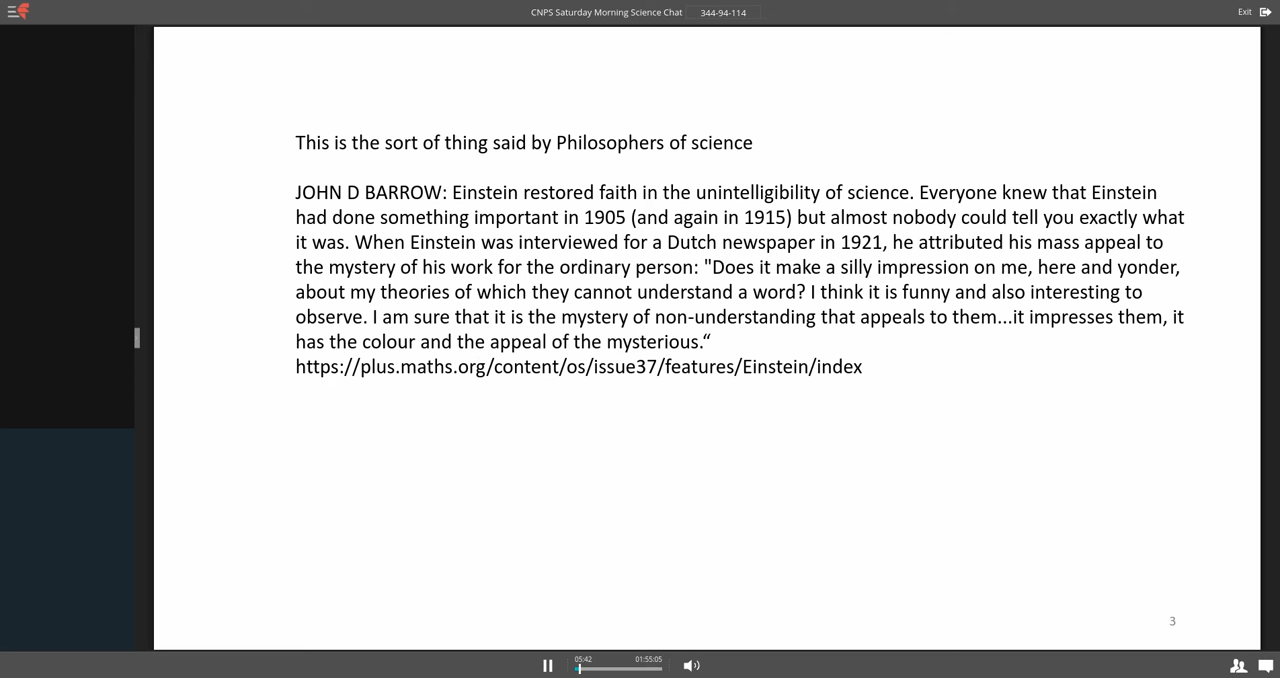 CNPS Saturday Morning Science Chat 344-94-114 Exit
This is the sort of thing said by Philosophers of science
JOHN D BARROW: Einstein restored faith in the unintelligibility of science. Everyone knew that Einstein
had done something important in 1905 (and again in 1915) but almost nobody could tell you exactly what
it was. When Einstein was interviewed for a Dutch newspaper in 1921, he attributed his mass appeal to
the mystery of his work for the ordinary person: "Does it make a silly impression on me, here and yonder,
about my theories of which they cannot understand a word? I think it is funny and also interesting to
observe. I am sure that it is the mystery of non-understanding that appeals to them...it impresses them, it
has the colour and the appeal of the mysterious.“
https://plus.maths.org/content/os/issue37/features/Einstein/index
3
05:42 01:55:05